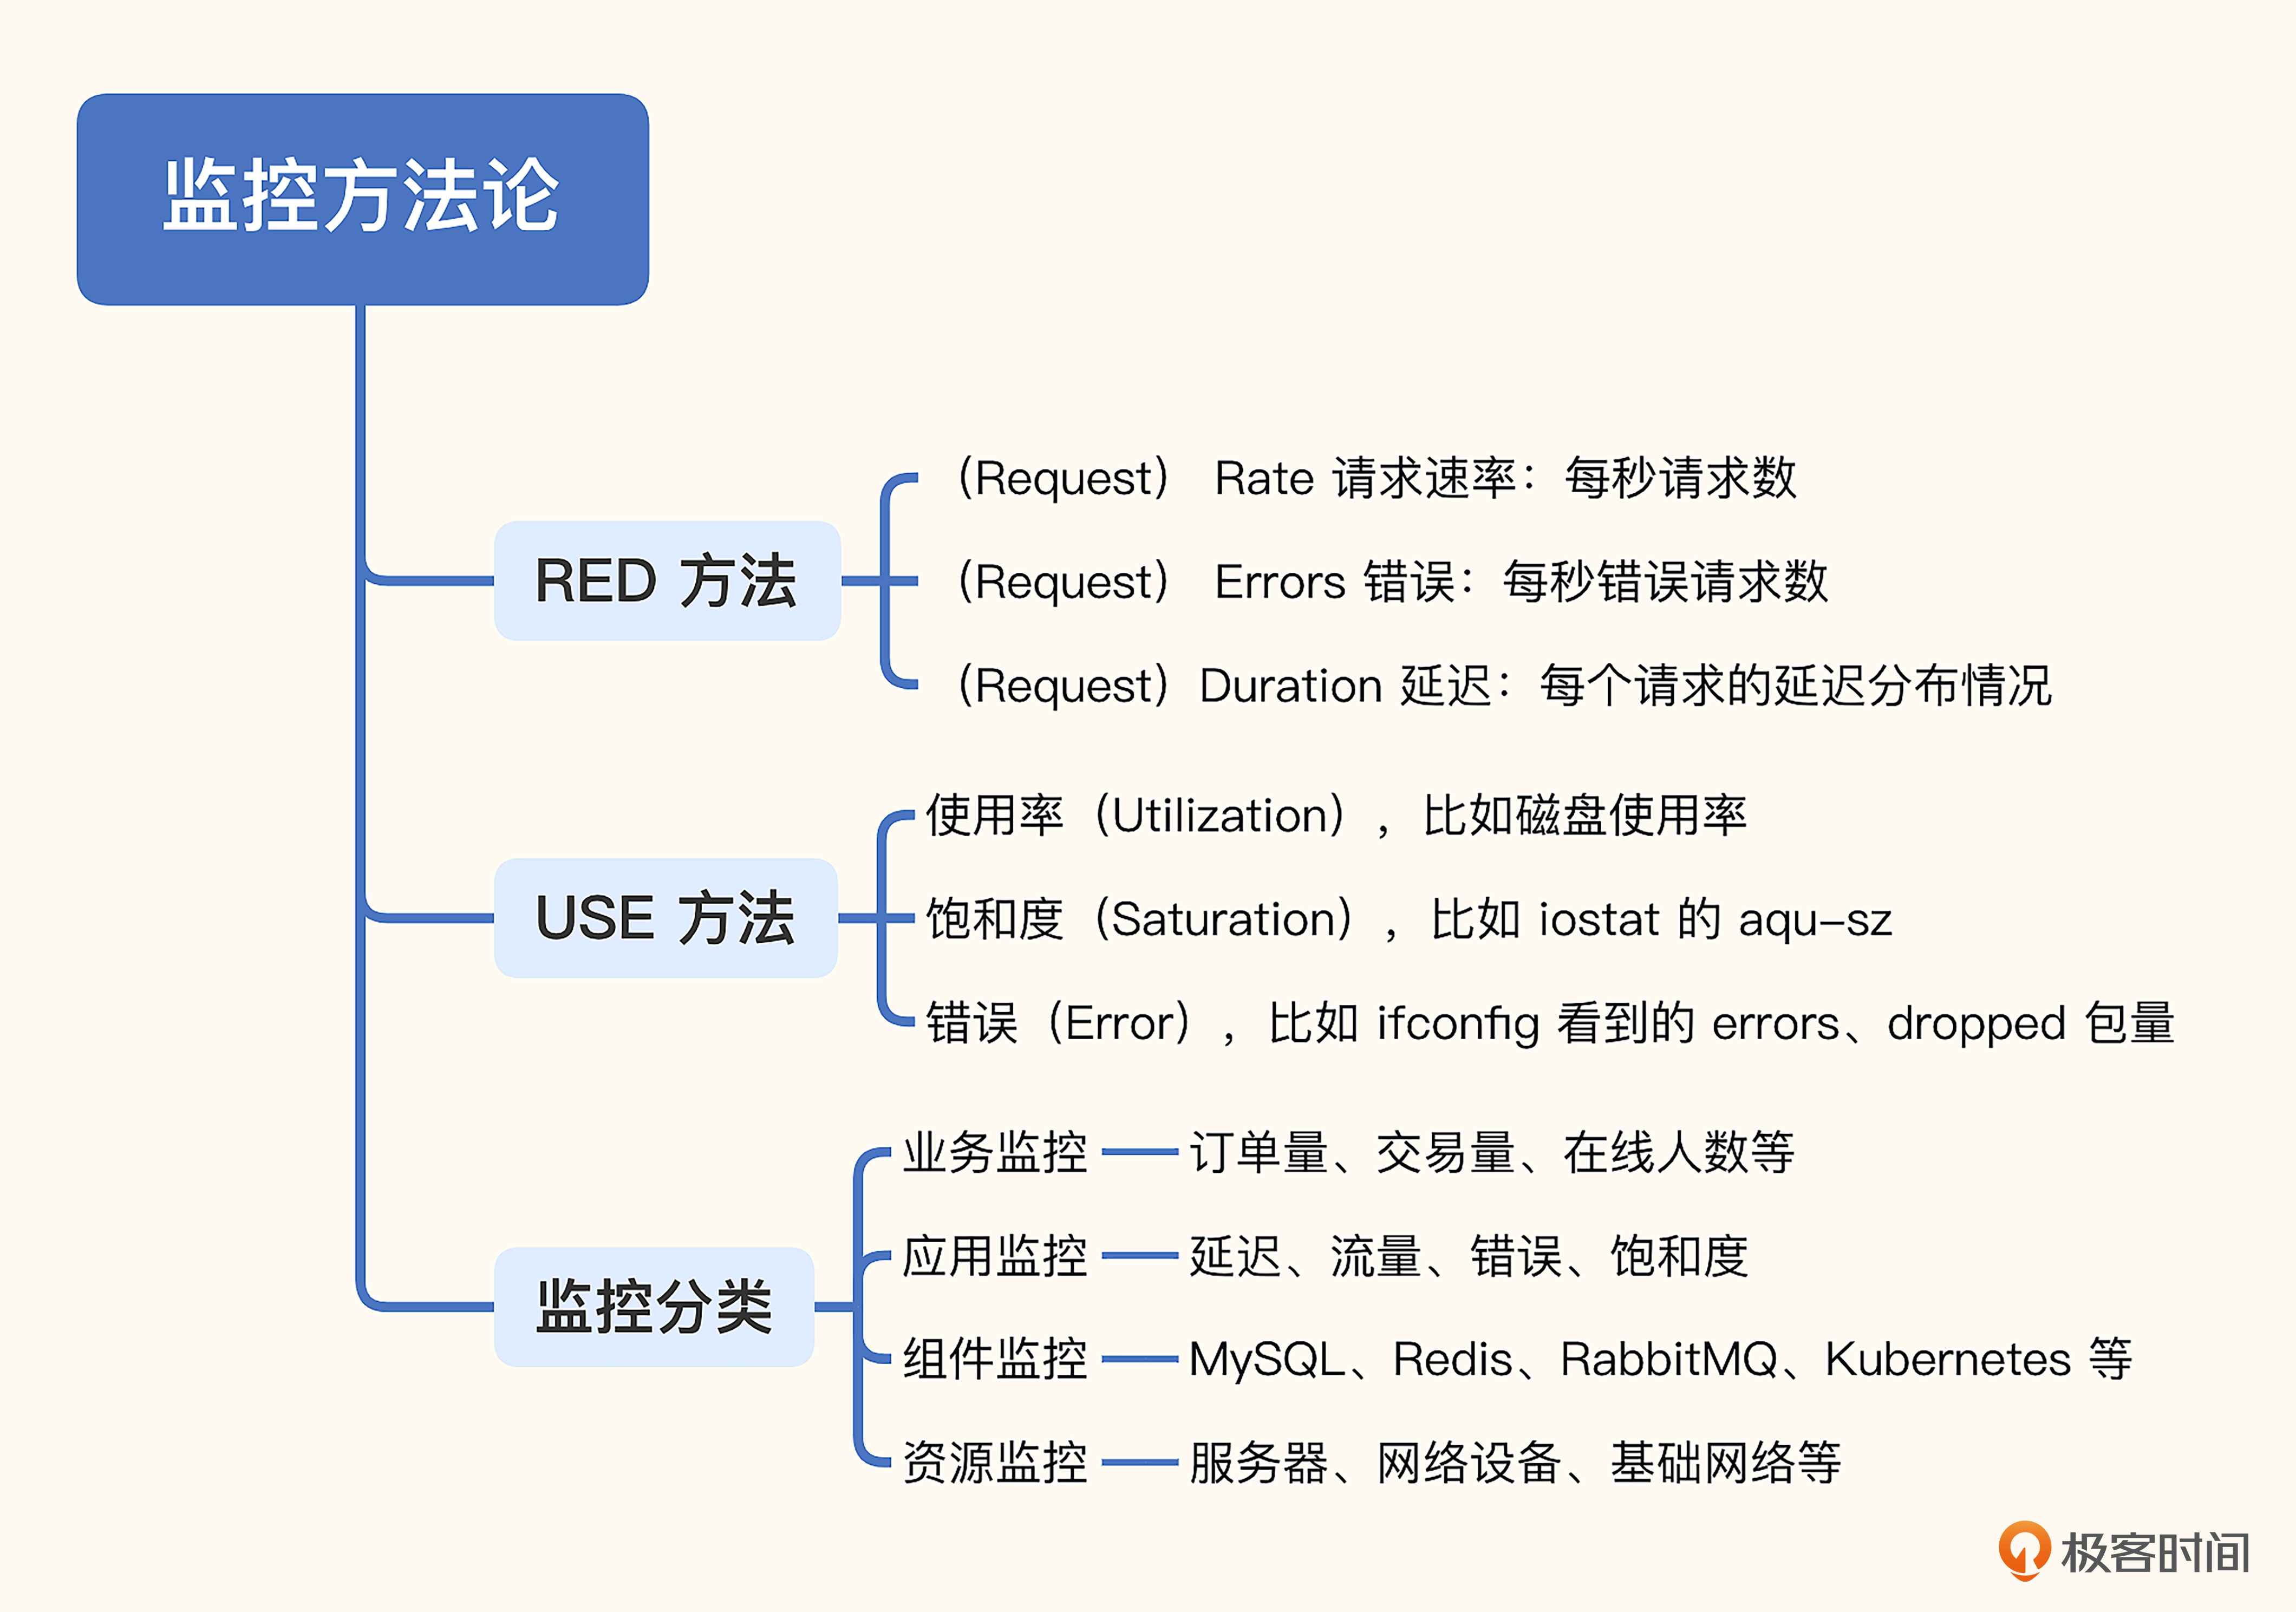 监控方法论
RED 方法
（Request） Rate 请求速率：每秒请求数
（Request） Errors 错误：每秒错误请求数
（Request）Duration 延迟：每个请求的延迟分布情况
USE 方法
使用率（Utilization），比如磁盘使用率
饱和度（Saturation），比如 iostat 的 aqu-sz
错误（Error），比如 ifconfig 看到的 errors、dropped 包量
监控分类
业务监控 订单量、交易量、在线人数等
应用监控 延迟、流量、错误、饱和度
组件监控 MySQL、Redis、RabbitMQ、Kubernetes 等
资源监控 服务器、网络设备、基础网络等
极客时间